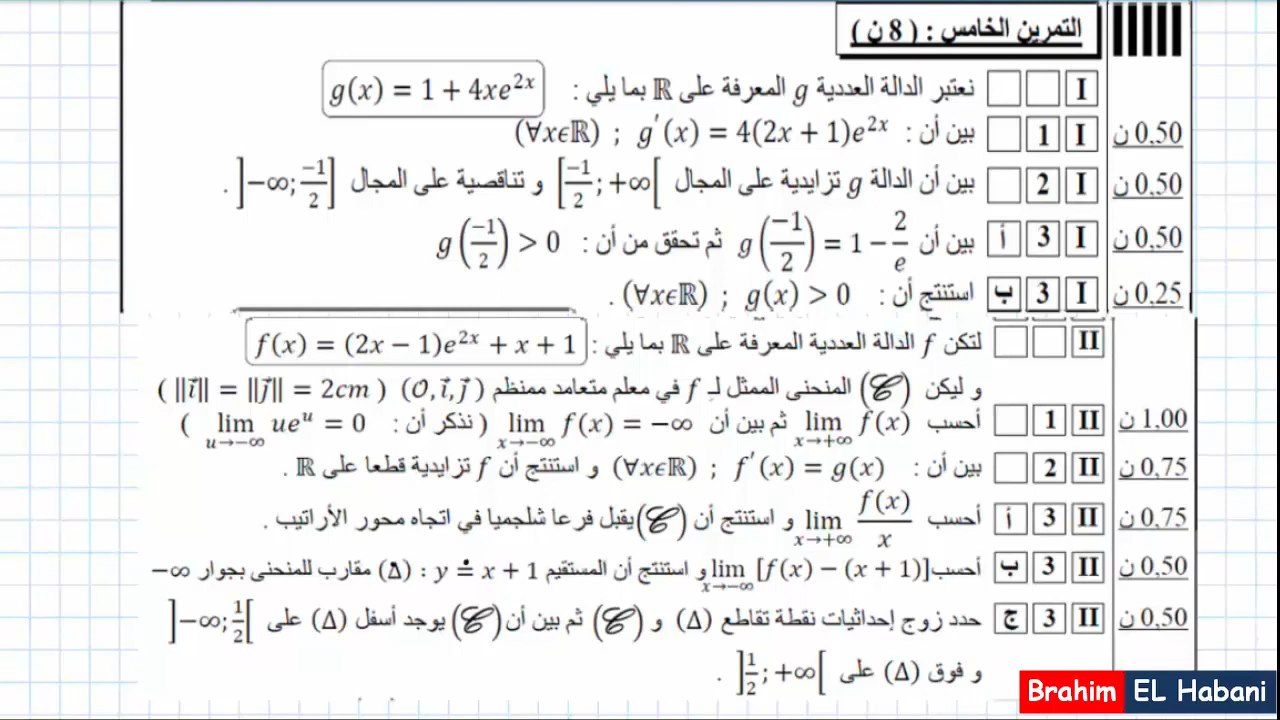 التمرين الخامس : ( 8 ن )
I نعتبر الدالة العددية g المعرفة على ℝ بما يلي : g(x) = 1 + 4xe^{2x}
0,50 ن I 1 بين أن : (∀xϵℝ) ; g′(x) = 4(2x + 1)e^{2x}
0,50 ن I 2 بين أن الدالة g تزايدية على المجال [−1/2 ; +∞[ و تناقصية على المجال ]−∞; −1/2] .
0,50 ن I 3 أ بين أن g(−1/2) = 1 − 2/e ثم تحقق من أن : g(−1/2) > 0
0,25 ن I 3 ب استنتج أن : (∀xϵℝ) ; g(x) > 0 .
II لتكن f الدالة العددية المعرفة على ℝ بما يلي : f(x) = (2x − 1)e^{2x} + x + 1
و ليكن (𝒞) المنحنى الممثل لـ f في معلم متعامد ممنظم (O, i⃗, j⃗) ( ‖i⃗‖ = ‖j⃗‖ = 2cm )
1,00 ن II 1 أحسب lim_{x→+∞} f(x) ثم بين أن lim_{x→−∞} f(x) = −∞ ( نذكر أن : lim_{u→−∞} ue^u = 0 )
0,75 ن II 2 بين أن : (∀xϵℝ) ; f′(x) = g(x) و استنتج أن f تزايدية قطعا على ℝ .
0,75 ن II 3 أ أحسب lim_{x→+∞} f(x)/x و استنتج أن (𝒞) يقبل فرعا شلجميا في اتجاه محور الأراتيب .
0,50 ن II 3 ب أحسب lim_{x→−∞} [f(x) − (x + 1)] و استنتج أن المستقيم (Δ) : y = x + 1 مقارب للمنحنى بجوار −∞
0,50 ن II 3 ج حدد زوج إحداثيات نقطة تقاطع (Δ) و (𝒞) ثم بين أن (𝒞) يوجد أسفل (Δ) على ]−∞; 1/2[
و فوق (Δ) على ]1/2 ; +∞[ .
Brahim EL Habani